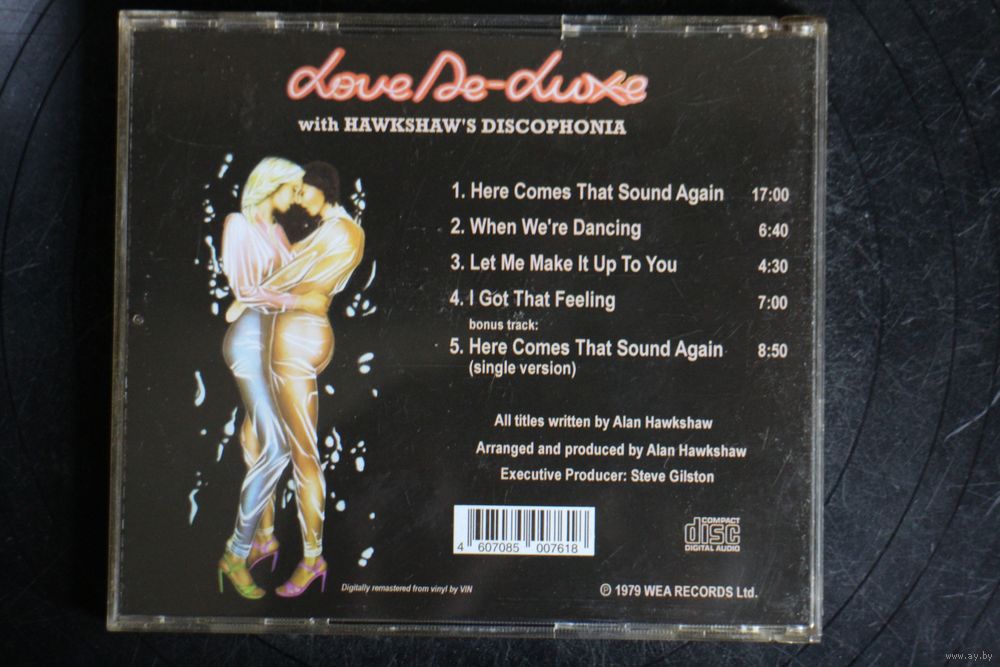 Love De-Luxe
with HAWKSHAW'S DISCOPHONIA
1. Here Comes That Sound Again 17:00
2. When We're Dancing 6:40
3. Let Me Make It Up To You 4:30
4. I Got That Feeling 7:00
bonus track:
5. Here Comes That Sound Again 8:50
(single version)
All titles written by Alan Hawkshaw
Arranged and produced by Alan Hawkshaw
Executive Producer: Steve Gilston
4 607085 007618
COMPACT
disc
DIGITAL AUDIO
Digitally remastered from vinyl by VIN
℗ 1979 WEA RECORDS Ltd.
www.ay.by